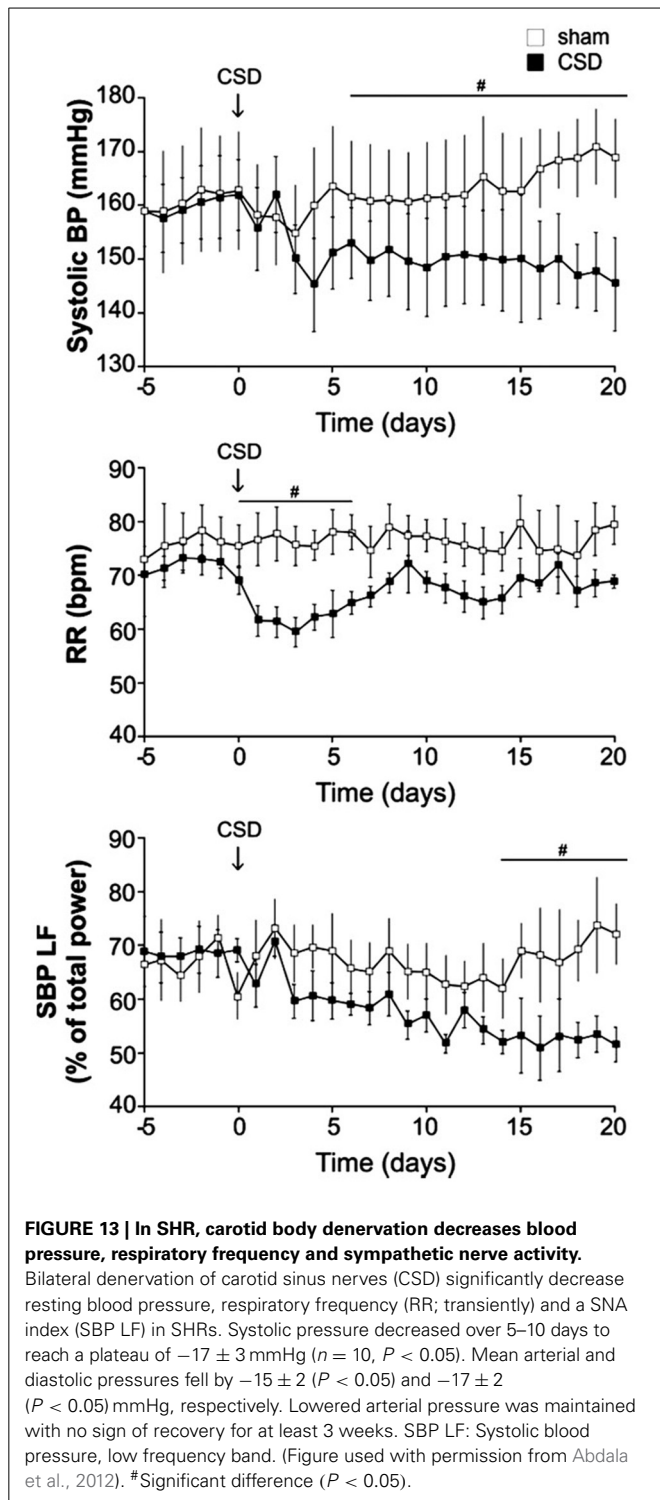 sham
CSD
CSD
#
Systolic BP (mmHg)
180
170
160
150
140
130
-5 0 5 10 15 20
Time (days)
CSD
#
RR (bpm)
90
80
70
60
50
40
-5 0 5 10 15 20
Time (days)
CSD
#
SBP LF
(% of total power)
90
80
70
60
50
40
-5 0 5 10 15 20
Time (days)
FIGURE 13 | In SHR, carotid body denervation decreases blood
pressure, respiratory frequency and sympathetic nerve activity.
Bilateral denervation of carotid sinus nerves (CSD) significantly decrease
resting blood pressure, respiratory frequency (RR; transiently) and a SNA
index (SBP LF) in SHRs. Systolic pressure decreased over 5–10 days to
reach a plateau of −17 ± 3 mmHg (n = 10, P < 0.05). Mean arterial and
diastolic pressures fell by −15 ± 2 (P < 0.05) and −17 ± 2
(P < 0.05) mmHg, respectively. Lowered arterial pressure was maintained
with no sign of recovery for at least 3 weeks. SBP LF: Systolic blood
pressure, low frequency band. (Figure used with permission from Abdala
et al., 2012). #Significant difference (P < 0.05).